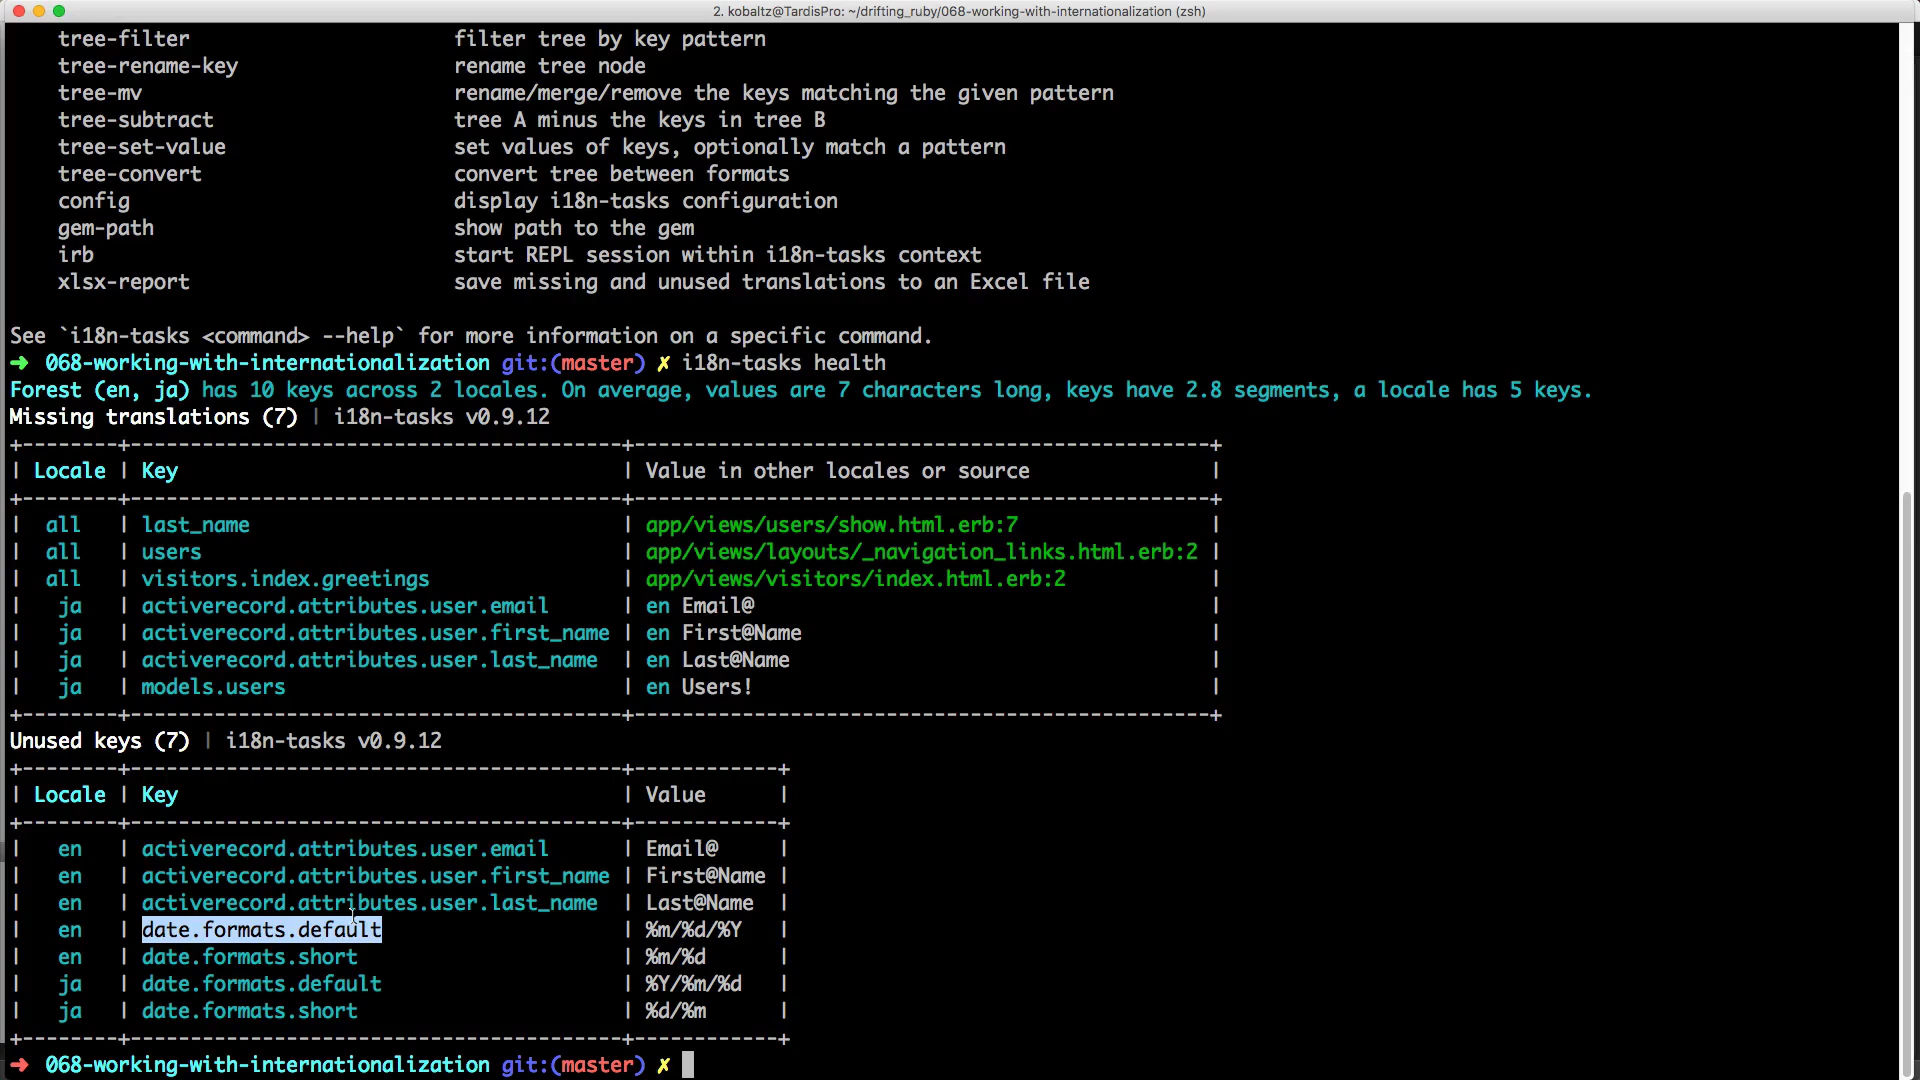 2. kobaltz@TardisPro: ~/drifting_ruby/068-working-with-internationalization (zsh)
tree-filter filter tree by key pattern
tree-rename-key rename tree node
tree-mv rename/merge/remove the keys matching the given pattern
tree-subtract tree A minus the keys in tree B
tree-set-value set values of keys, optionally match a pattern
tree-convert convert tree between formats
config display i18n-tasks configuration
gem-path show path to the gem
irb start REPL session within i18n-tasks context
xlsx-report save missing and unused translations to an Excel file
See `i18n-tasks <command> --help` for more information on a specific command.
➜ 068-working-with-internationalization git:(master) ✗ i18n-tasks health
Forest (en, ja) has 10 keys across 2 locales. On average, values are 7 characters long, keys have 2.8 segments, a locale has 5 keys.
Missing translations (7) | i18n-tasks v0.9.12
+--------+-----------------------------------------+------------------------------------------------+
| Locale | Key | Value in other locales or source |
+--------+-----------------------------------------+------------------------------------------------+
| all | last_name | app/views/users/show.html.erb:7 |
| all | users | app/views/layouts/_navigation_links.html.erb:2 |
| all | visitors.index.greetings | app/views/visitors/index.html.erb:2 |
| ja | activerecord.attributes.user.email | en Email@ |
| ja | activerecord.attributes.user.first_name | en First@Name |
| ja | activerecord.attributes.user.last_name | en Last@Name |
| ja | models.users | en Users! |
+--------+-----------------------------------------+------------------------------------------------+
Unused keys (7) | i18n-tasks v0.9.12
+--------+-----------------------------------------+------------+
| Locale | Key | Value |
+--------+-----------------------------------------+------------+
| en | activerecord.attributes.user.email | Email@ |
| en | activerecord.attributes.user.first_name | First@Name |
| en | activerecord.attributes.user.last_name | Last@Name |
| en | date.formats.default | %m/%d/%Y |
| en | date.formats.short | %m/%d |
| ja | date.formats.default | %Y/%m/%d |
| ja | date.formats.short | %d/%m |
+--------+-----------------------------------------+------------+
➜ 068-working-with-internationalization git:(master) ✗